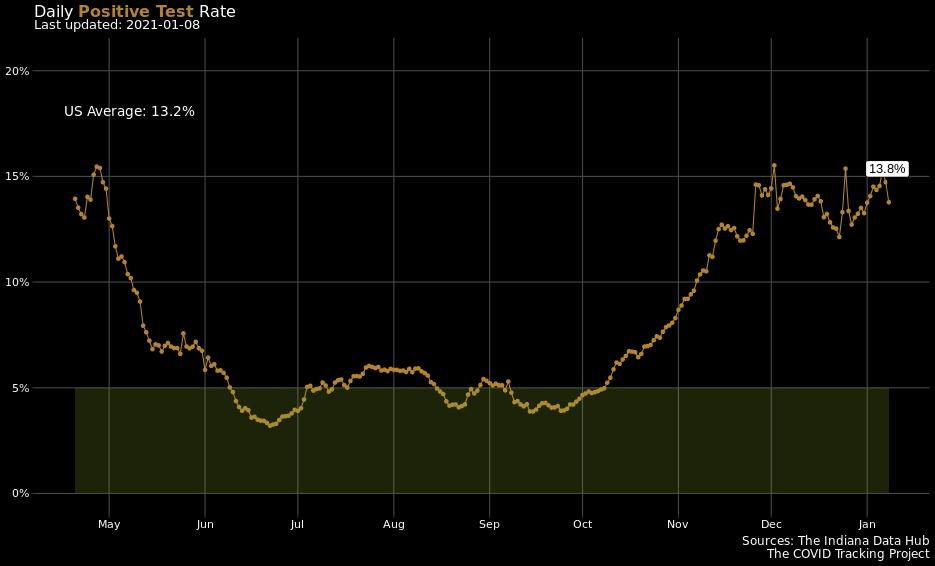 Daily Positive Test Rate
Last updated: 2021-01-08
20%
US Average: 13.2%
15%
13.8%
10%
5%
0%
May Jun Jul Aug Sep Oct Nov Dec Jan
Sources: The Indiana Data Hub
The COVID Tracking Project